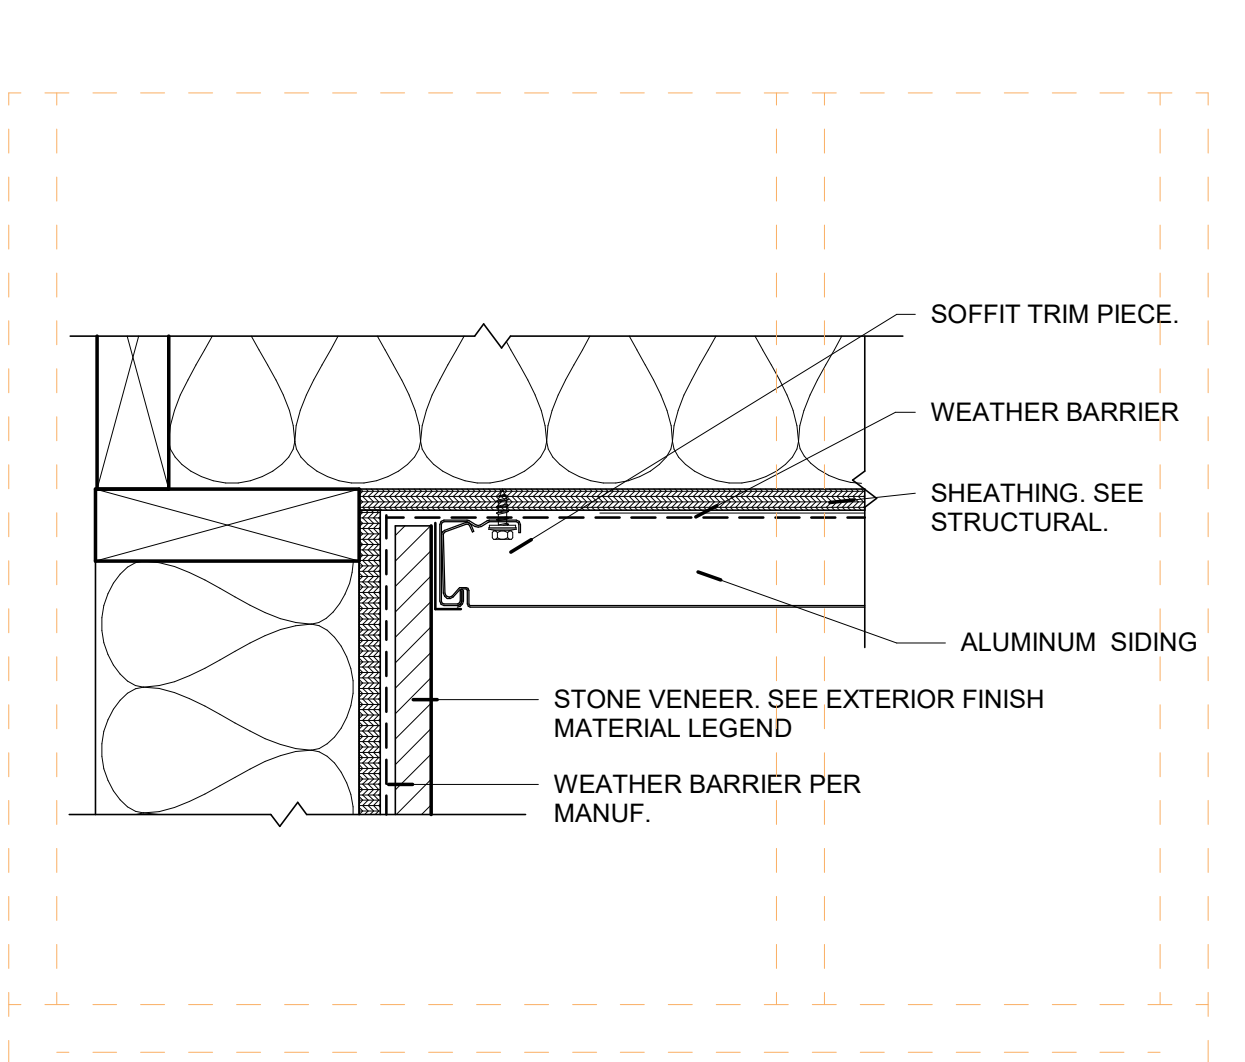 SOFFIT TRIM PIECE.
WEATHER BARRIER
SHEATHING. SEE
STRUCTURAL.
ALUMINUM  SIDING
STONE VENEER. SEE EXTERIOR FINISH
MATERIAL LEGEND
WEATHER BARRIER PER
MANUF.